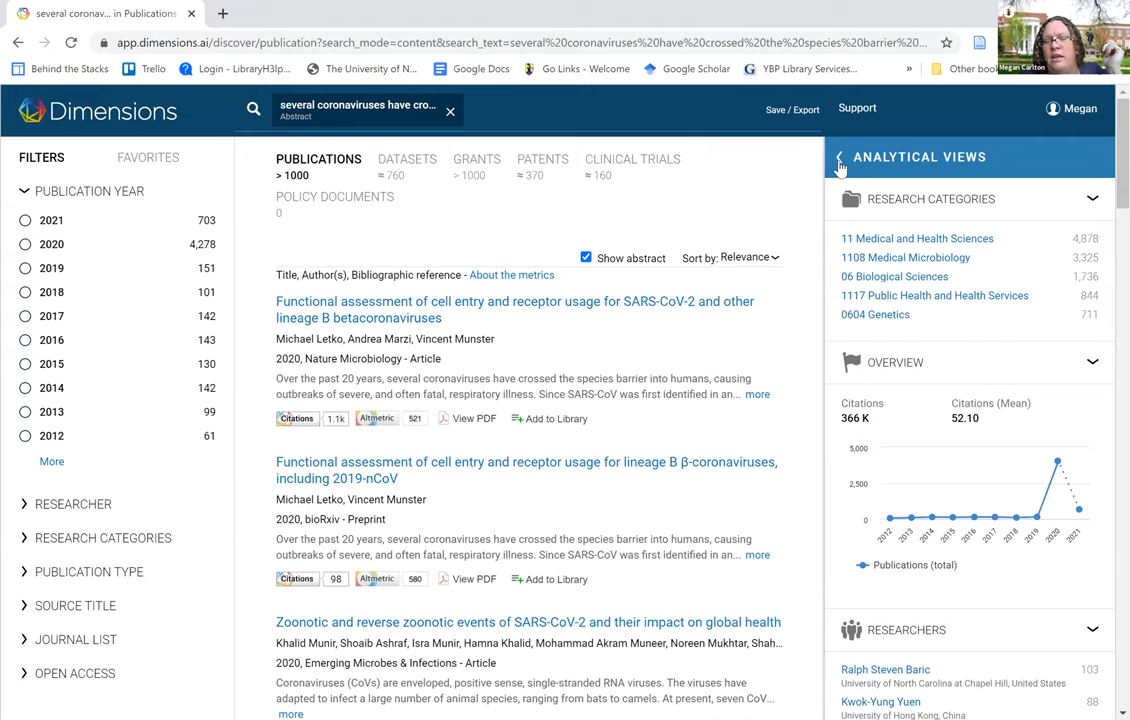 several coronav... in Publications
app.dimensions.ai/discover/publication?search_mode=content&search_text=several%20coronaviruses%20have%20crossed%20the%20species%20barrier%20...
Behind the Stacks
Trello
Login - LibraryH3lp...
The University of N...
Google Docs
Go Links - Welcome
Google Scholar
YBP Library Services...
»
Other boo
Megan Carlton
Dimensions
several coronaviruses have cro...
Abstract
Save / Export
Support
Megan
FILTERS
FAVORITES
PUBLICATION YEAR
2021 703
2020 4,278
2019 151
2018 101
2017 142
2016 143
2015 130
2014 142
2013 99
2012 61
More
RESEARCHER
RESEARCH CATEGORIES
PUBLICATION TYPE
SOURCE TITLE
JOURNAL LIST
OPEN ACCESS
PUBLICATIONS
> 1000
DATASETS
≈ 760
GRANTS
> 1000
PATENTS
≈ 370
CLINICAL TRIALS
≈ 160
POLICY DOCUMENTS
0
Show abstract
Sort by: Relevance
Title, Author(s), Bibliographic reference - About the metrics
Functional assessment of cell entry and receptor usage for SARS-CoV-2 and other
lineage B betacoronaviruses
Michael Letko, Andrea Marzi, Vincent Munster
2020, Nature Microbiology - Article
Over the past 20 years, several coronaviruses have crossed the species barrier into humans, causing
outbreaks of severe, and often fatal, respiratory illness. Since SARS-CoV was first identified in an... more
Citations 1.1k Altmetric 521 View PDF Add to Library
Functional assessment of cell entry and receptor usage for lineage B β-coronaviruses,
including 2019-nCoV
Michael Letko, Vincent Munster
2020, bioRxiv - Preprint
Over the past 20 years, several coronaviruses have crossed the species barrier into humans, causing
outbreaks of severe, and often fatal, respiratory illness. Since SARS-CoV was first identified in an... more
Citations 98 Altmetric 580 View PDF Add to Library
Zoonotic and reverse zoonotic events of SARS-CoV-2 and their impact on global health
Khalid Munir, Shoaib Ashraf, Isra Munir, Hamna Khalid, Mohammad Akram Muneer, Noreen Mukhtar, Shah...
2020, Emerging Microbes & Infections - Article
Coronaviruses (CoVs) are enveloped, positive sense, single-stranded RNA viruses. The viruses have
adapted to infect a large number of animal species, ranging from bats to camels. At present, seven CoV...
more
ANALYTICAL VIEWS
RESEARCH CATEGORIES
11 Medical and Health Sciences 4,878
1108 Medical Microbiology 3,325
06 Biological Sciences 1,736
1117 Public Health and Health Services 844
0604 Genetics 711
OVERVIEW
Citations
366 K
Citations (Mean)
52.10
5,000
2,500
0
2012 2013 2014 2015 2016 2017 2018 2019 2020 2021
Publications (total)
RESEARCHERS
Ralph Steven Baric 103
University of North Carolina at Chapel Hill, United States
Kwok-Yung Yuen 88
University of Hong Kong, China